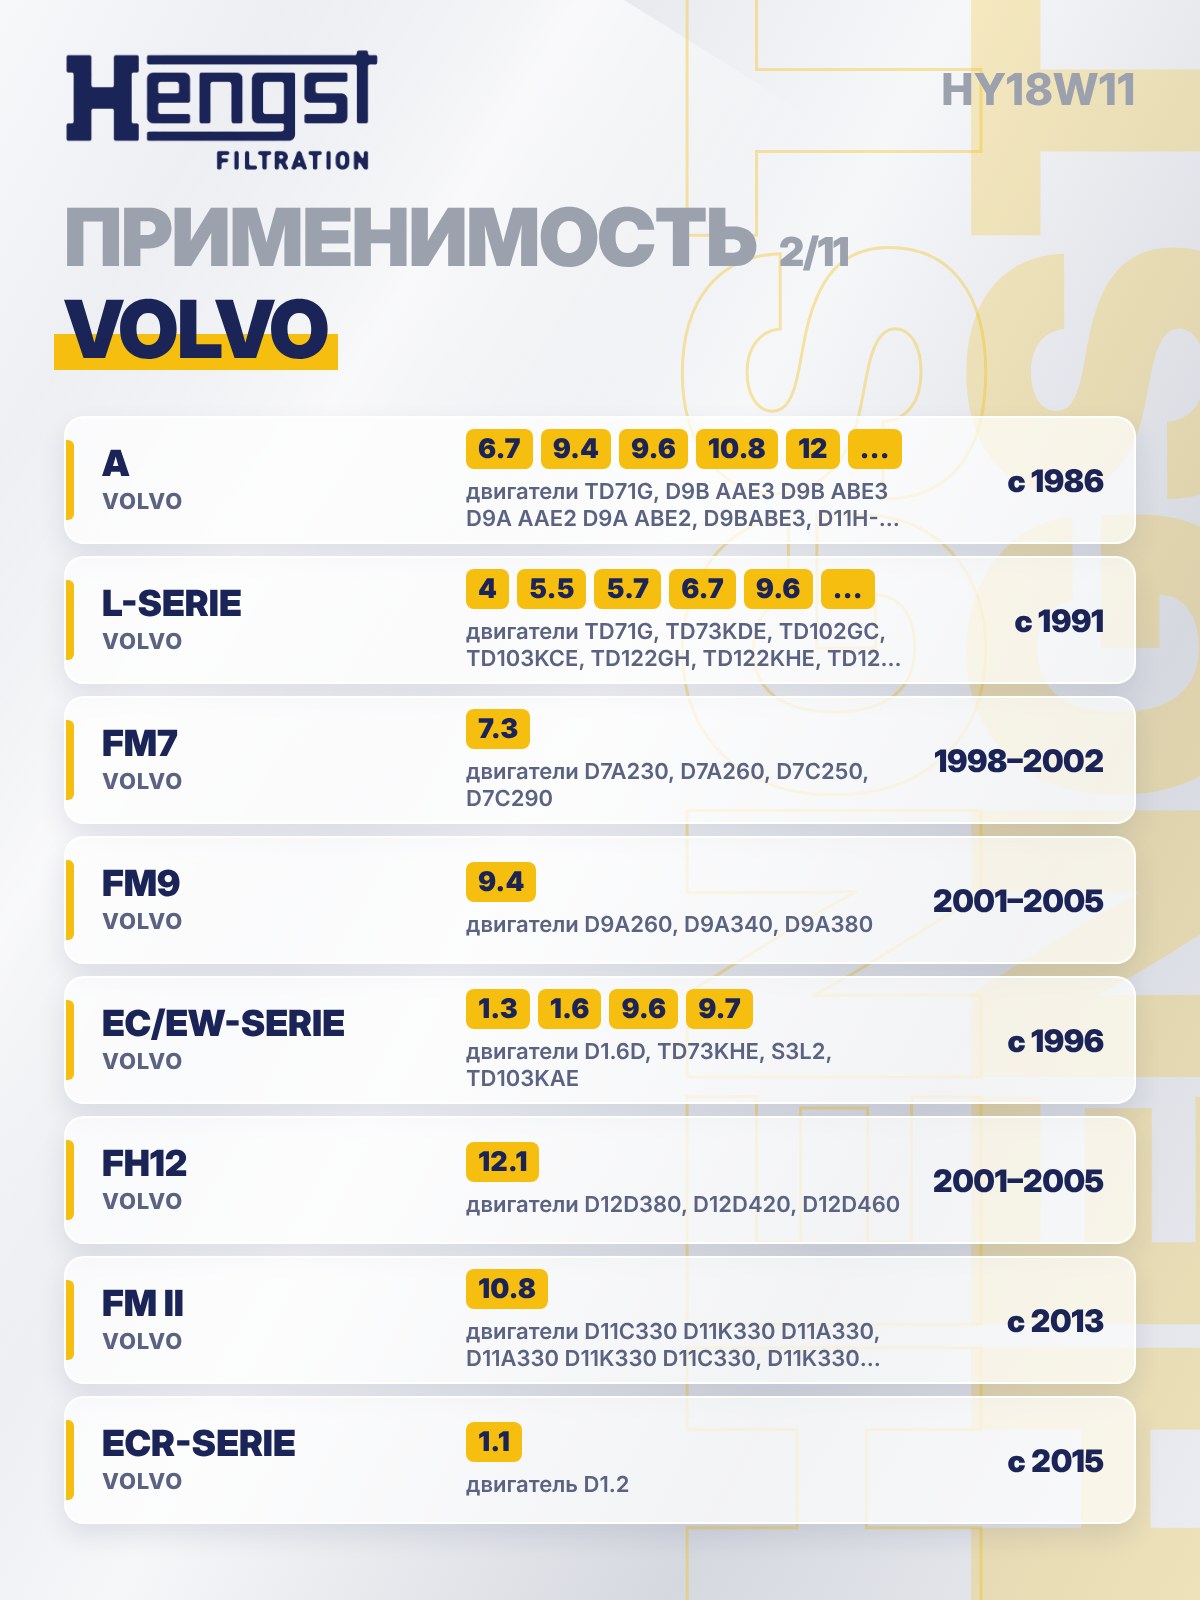 Hengst
FILTRATION
HY18W11
ПРИМЕНИМОСТЬ 2/11
VOLVO
A
VOLVO
6.7 9.4 9.6 10.8 12 ...
двигатели TD71G, D9B AAE3 D9B ABE3
D9A AAE2 D9A ABE2, D9BABE3, D11H-...
с 1986
L-SERIE
VOLVO
4 5.5 5.7 6.7 9.6 ...
двигатели TD71G, TD73KDE, TD102GC,
TD103KCE, TD122GH, TD122KHE, TD12...
с 1991
FM7
VOLVO
7.3
двигатели D7A230, D7A260, D7C250,
D7C290
1998–2002
FM9
VOLVO
9.4
двигатели D9A260, D9A340, D9A380
2001–2005
EC/EW-SERIE
VOLVO
1.3 1.6 9.6 9.7
двигатели D1.6D, TD73KHE, S3L2,
TD103KAE
с 1996
FH12
VOLVO
12.1
двигатели D12D380, D12D420, D12D460
2001–2005
FM II
VOLVO
10.8
двигатели D11C330 D11K330 D11A330,
D11A330 D11K330 D11C330, D11K330...
с 2013
ECR-SERIE
VOLVO
1.1
двигатель D1.2
с 2015
HENGST
HENGST